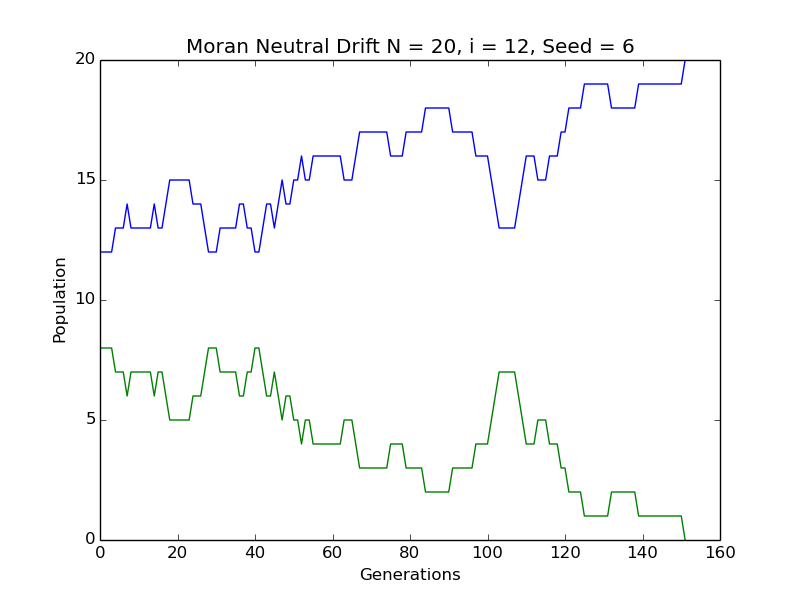 Moran Neutral Drift N = 20, i = 12, Seed = 6
20
15
10
5
0
Population
0 20 40 60 80 100 120 140 160
Generations